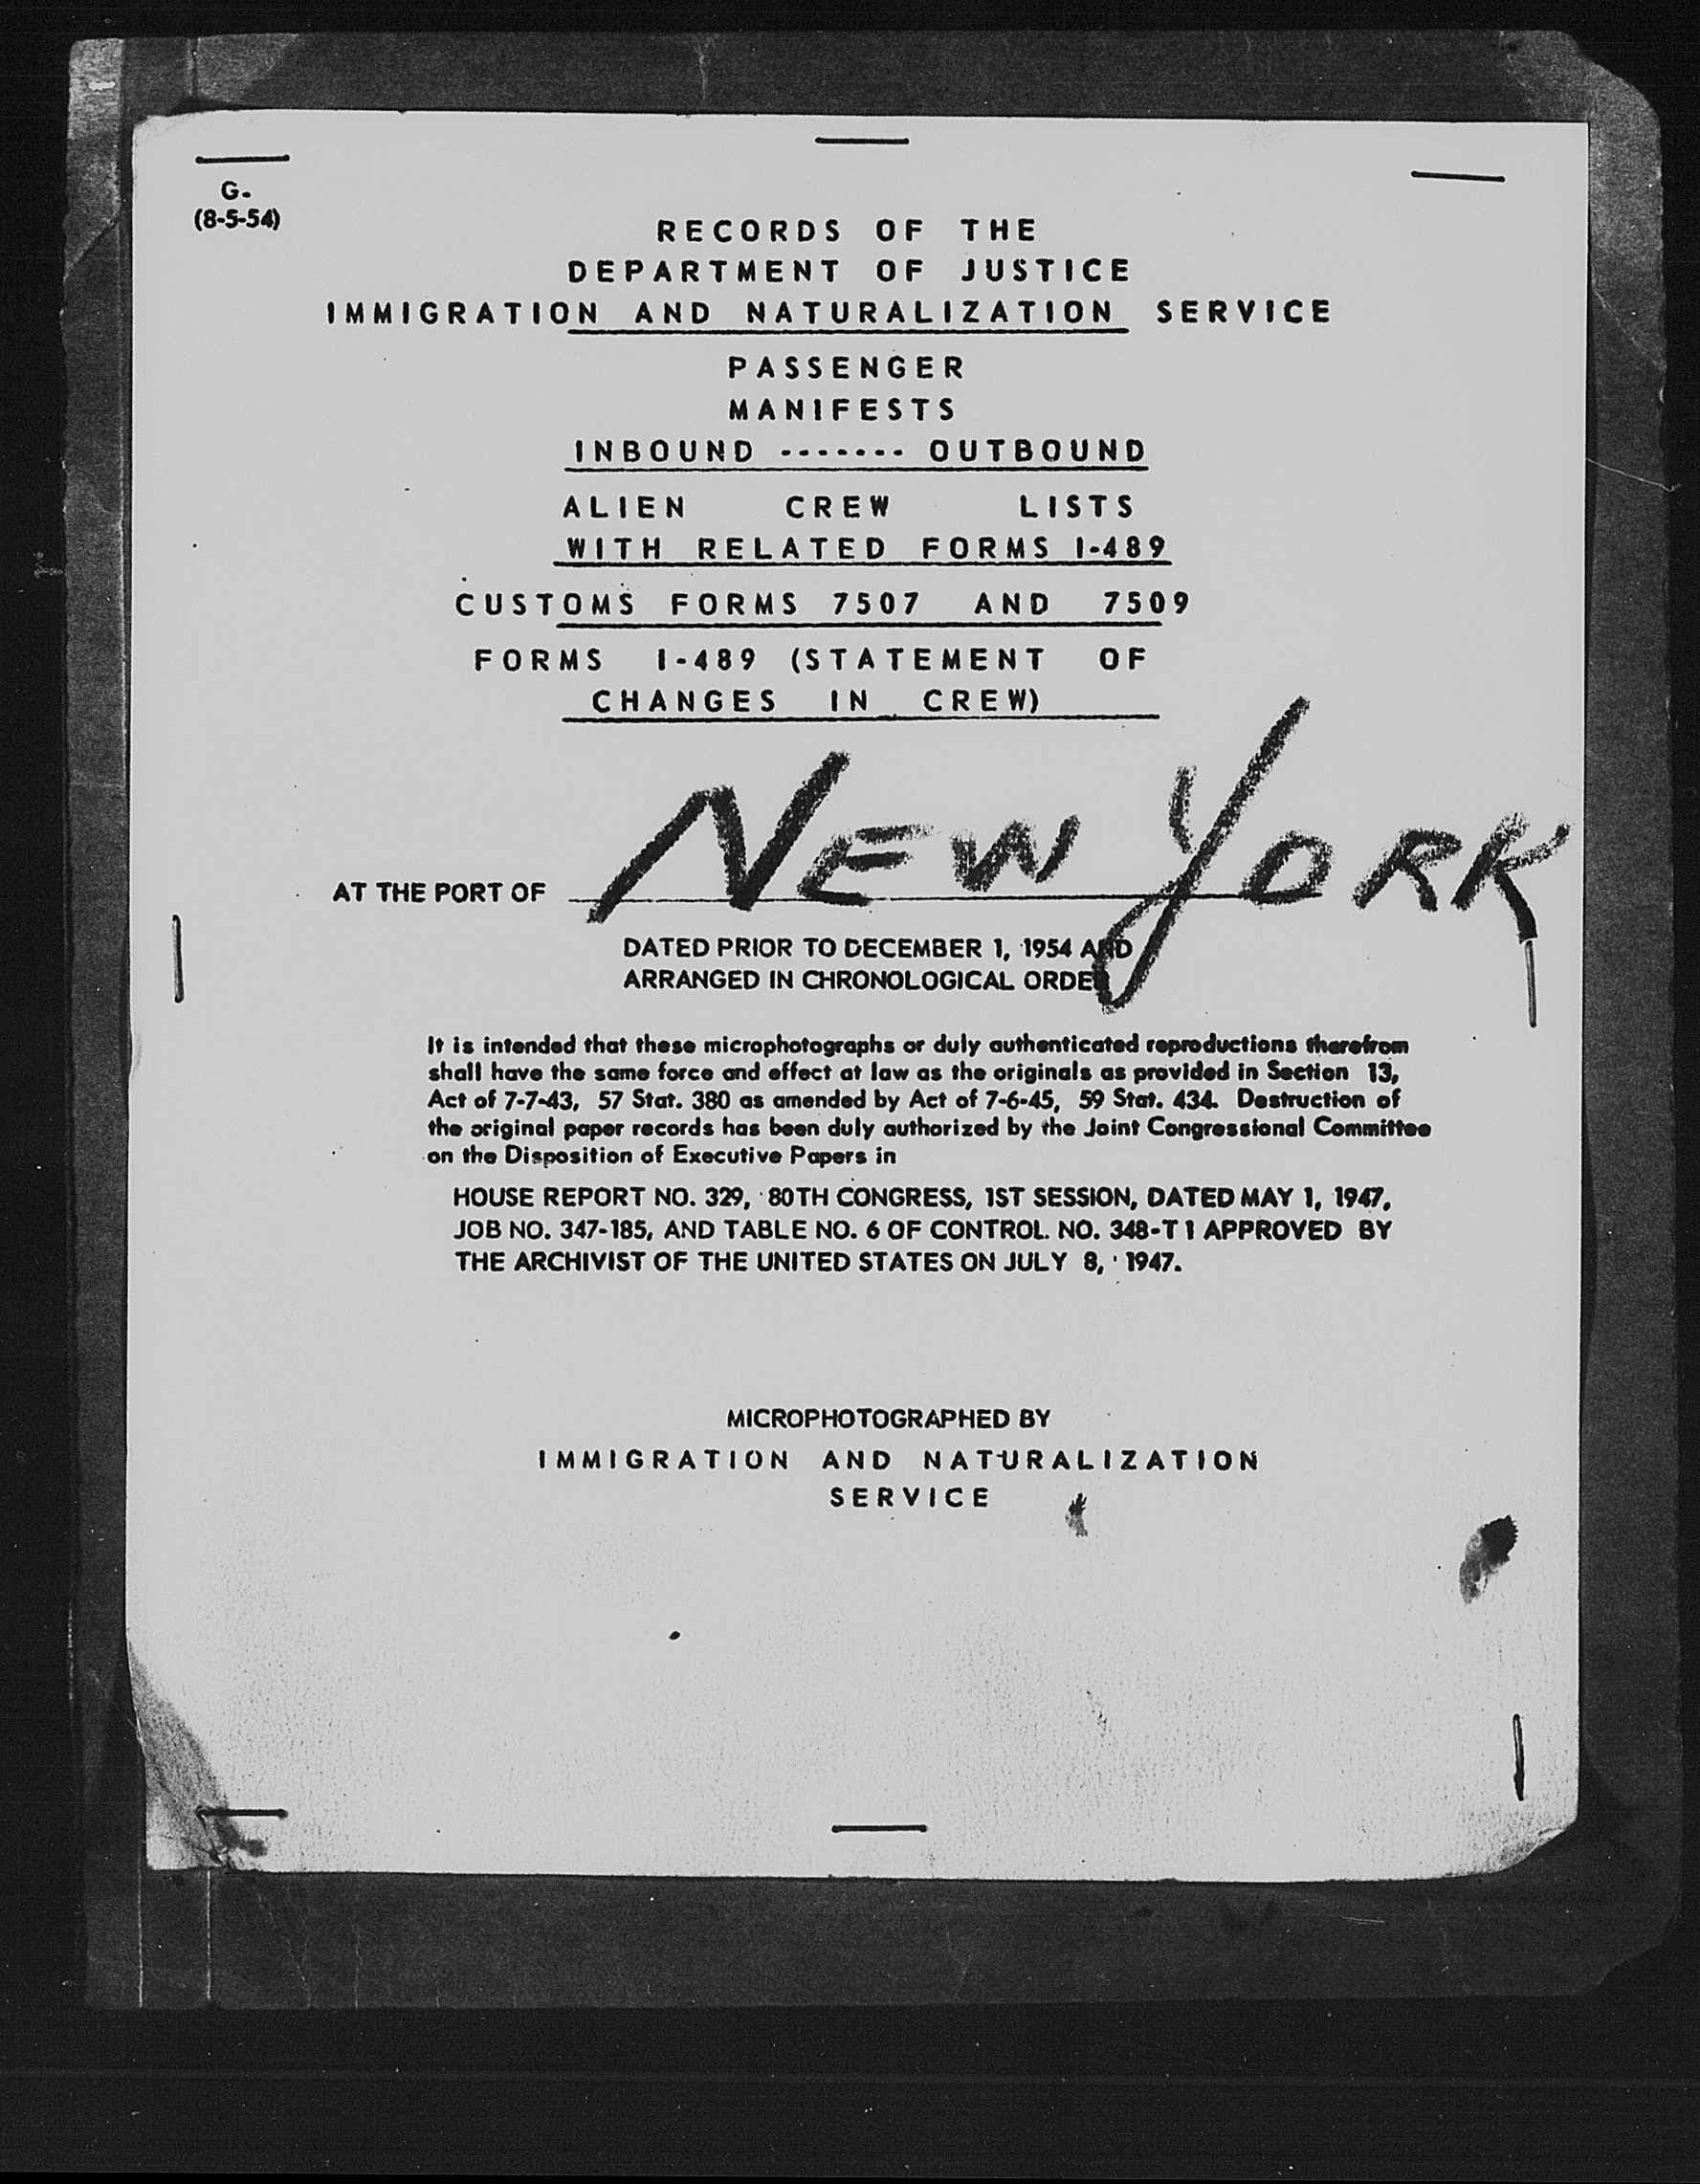 G-
(8-5-54)
RECORDS OF THE
DEPARTMENT OF JUSTICE
IMMIGRATION AND NATURALIZATION SERVICE
PASSENGER
MANIFESTS
INBOUND ------- OUTBOUND
ALIEN CREW LISTS
WITH RELATED FORMS I-489
CUSTOMS FORMS 7507 AND 7509
FORMS I-489 (STATEMENT OF
CHANGES IN CREW)
AT THE PORT OF NEW YORK
DATED PRIOR TO DECEMBER 1, 1954 AND
ARRANGED IN CHRONOLOGICAL ORDER
It is intended that these microphotographs or duly authenticated reproductions therefrom
shall have the same force and effect at law as the originals as provided in Section 13,
Act of 7-7-43, 57 Stat. 380 as amended by Act of 7-6-45, 59 Stat. 434. Destruction of
the original paper records has been duly authorized by the Joint Congressional Committee
on the Disposition of Executive Papers in
HOUSE REPORT NO. 329, 80TH CONGRESS, 1ST SESSION, DATED MAY 1, 1947,
JOB NO. 347-185, AND TABLE NO. 6 OF CONTROL. NO. 348-T 1 APPROVED BY
THE ARCHIVIST OF THE UNITED STATES ON JULY 8, 1947.
MICROPHOTOGRAPHED BY
IMMIGRATION AND NATURALIZATION
SERVICE